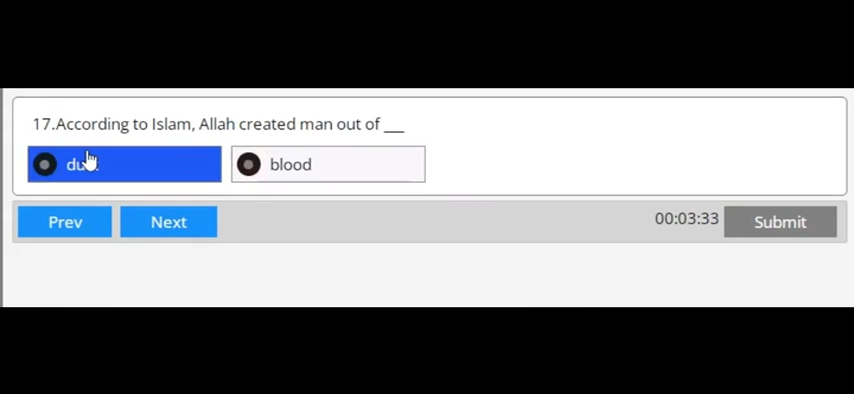 17.According to Islam, Allah created man out of ___
blood
Prev Next 00:03:33 Submit